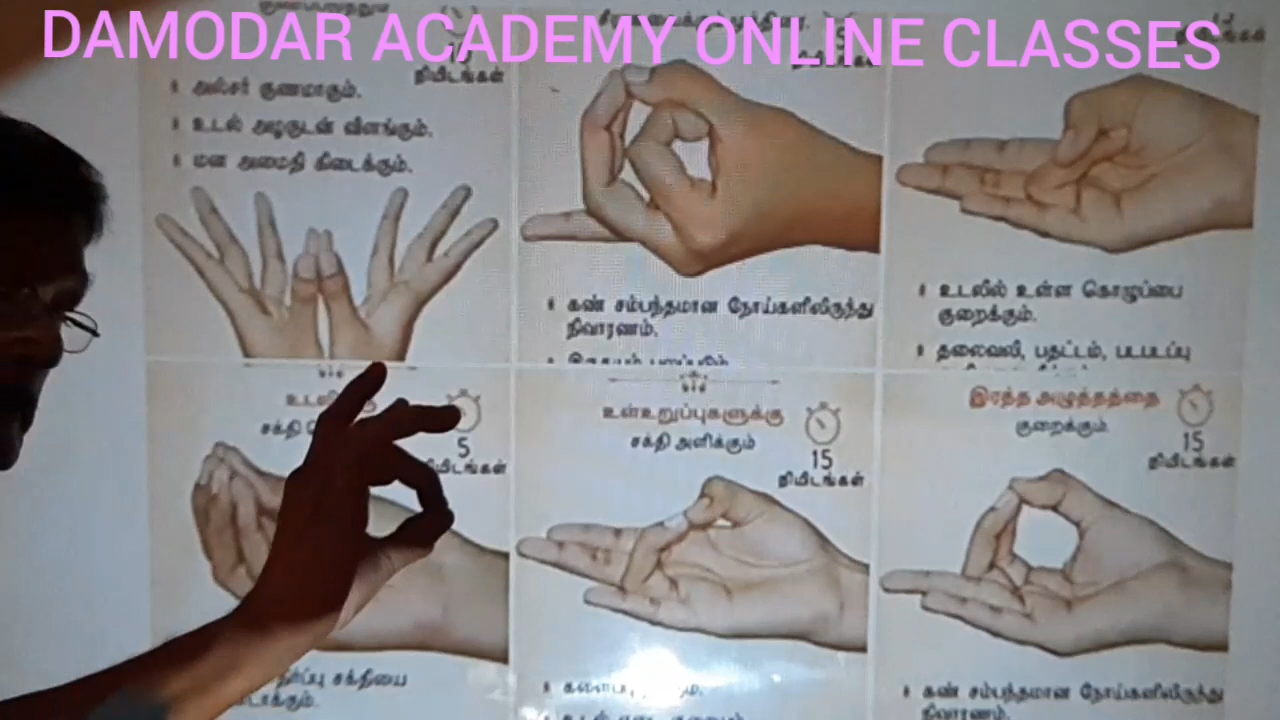 DAMODAR ACADEMY ONLINE CLASSES
நிமிடங்கள்
அல்சர் குணமாகும்.
உடல் அழகுடன் விளங்கும்.
மன அமைதி கிடைக்கும்.
கண் சம்பந்தமான நோய்களிலிருந்து
நிவாரணம்.
உடலில் உள்ள கொழுப்பை
குறைக்கும்.
தலைவலி, பதட்டம், படபடப்பு
சக்தி
5
நிமிடங்கள்
சக்தியை
உள்உறுப்புகளுக்கு
சக்தி அளிக்கும்
15
நிமிடங்கள்
இரத்த அழுத்தத்தை
குறைக்கும்
15
நிமிடங்கள்
கண் சம்பந்தமான நோய்களிலிருந்து
நிவாரணம்.